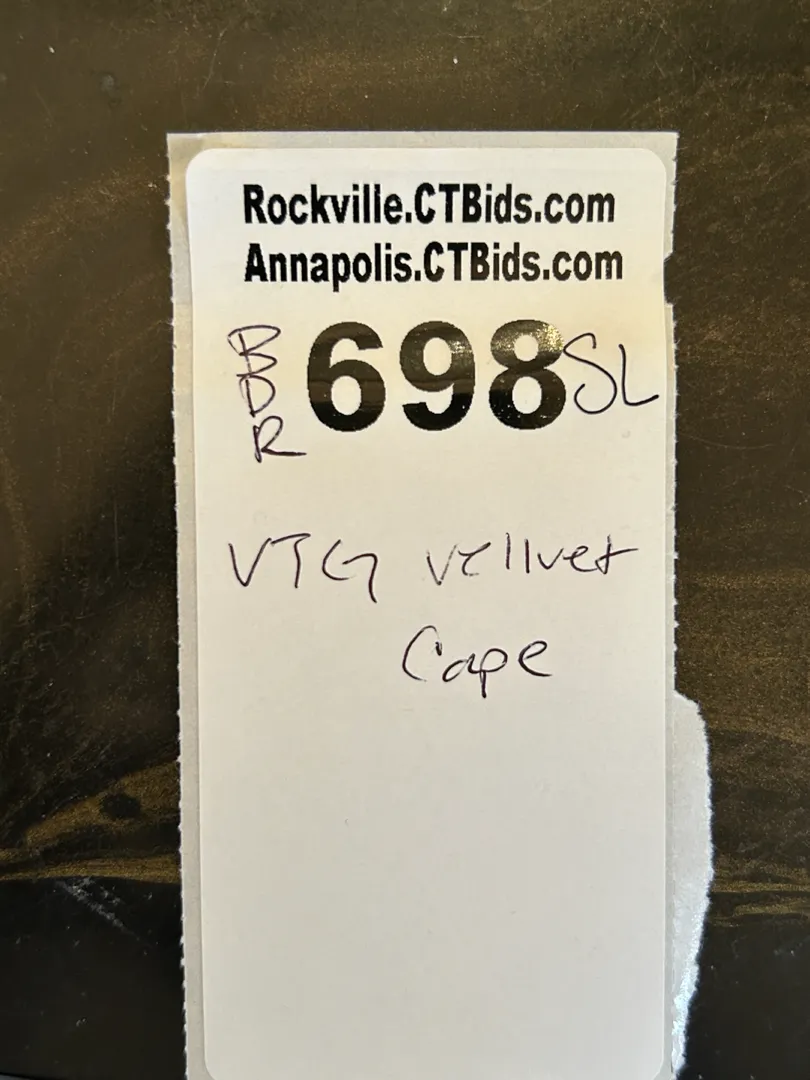 Rockville.CTBids.com
Annapolis.CTBids.com
BDR 698 SL
VTG vellvet
Cape